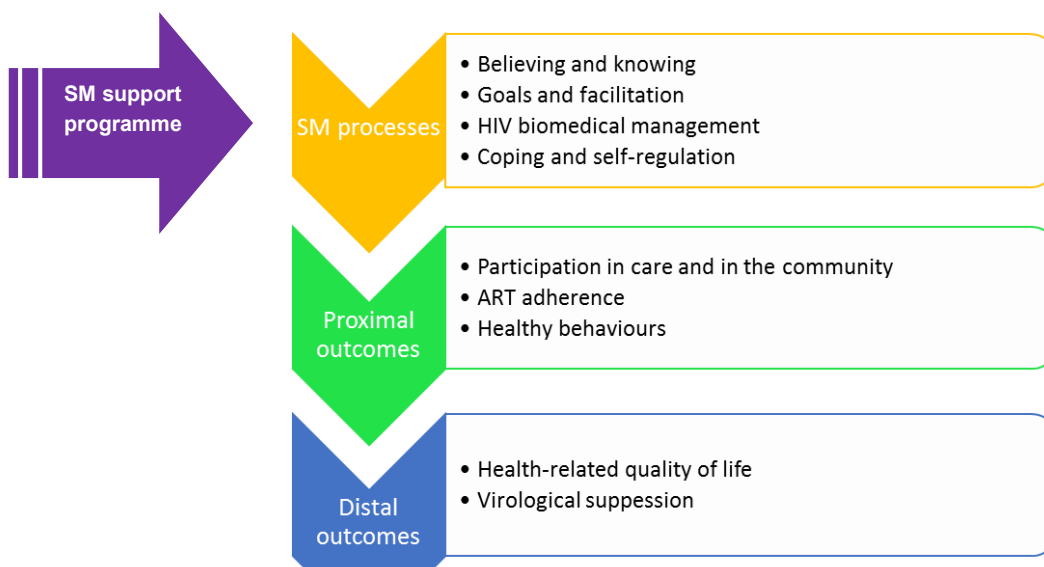 SM support
programme
SM processes
• Believing and knowing
• Goals and facilitation
• HIV biomedical management
• Coping and self-regulation
Proximal
outcomes
• Participation in care and in the community
• ART adherence
• Healthy behaviours
Distal
outcomes
• Health-related quality of life
• Virological suppession